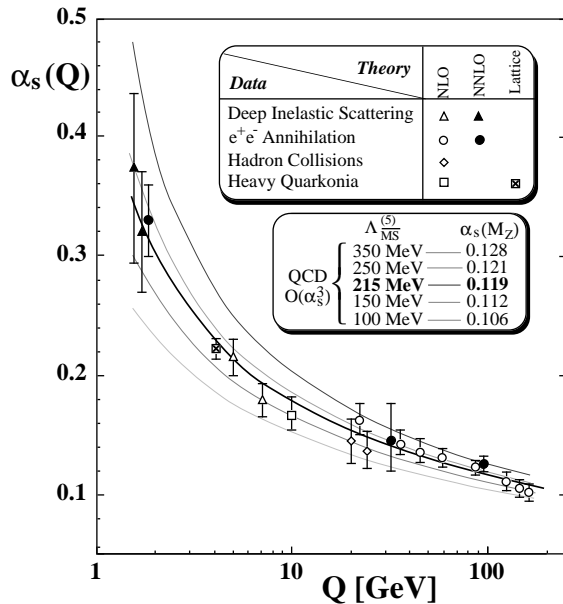 0.5
αs(Q)
0.4
0.3
0.2
0.1
Theory
Data
NLO
NNLO
Lattice
Deep Inelastic Scattering
e+e- Annihilation
Hadron Collisions
Heavy Quarkonia
Λ(5)MS αs(MZ)
QCD
O(αs3)
350 MeV 0.128
250 MeV 0.121
215 MeV 0.119
150 MeV 0.112
100 MeV 0.106
1 10 100
Q [GeV]